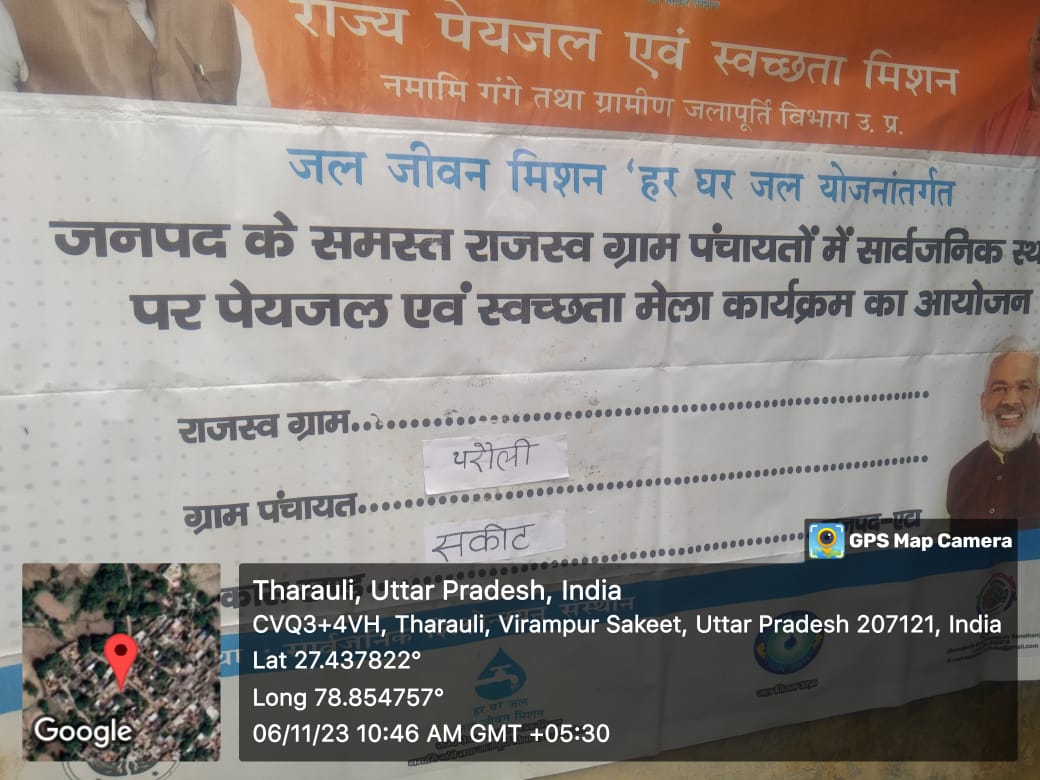 राज्य पेयजल एवं स्वच्छता मिशन
नमामि गंगे तथा ग्रामीण जलापूर्ति विभाग उ. प्र.
जल जीवन मिशन 'हर घर जल योजनांतर्गत
जनपद के समस्त राजस्व ग्राम पंचायतों में सार्वजनिक
पर पेयजल एवं स्वच्छता मेला कार्यक्रम का आयोजन
राजस्व ग्राम
ग्राम पंचायत
सकीट
एटा
GPS Map Camera
Tharauli, Uttar Pradesh, India
CVQ3+4VH, Tharauli, Virampur Sakeet, Uttar Pradesh 207121, India
Lat 27.437822°
Long 78.854757°
06/11/23 10:46 AM GMT +05:30
Google
हर घर जल
जीवन मिशन